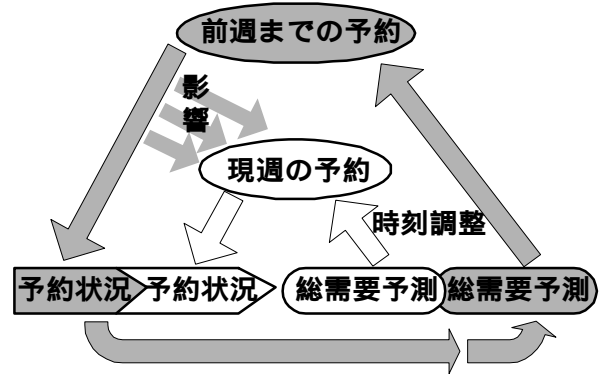 前週までの予約
影
響
現週の予約
時刻調整
予約状況
予約状況
総需要予測
総需要予測